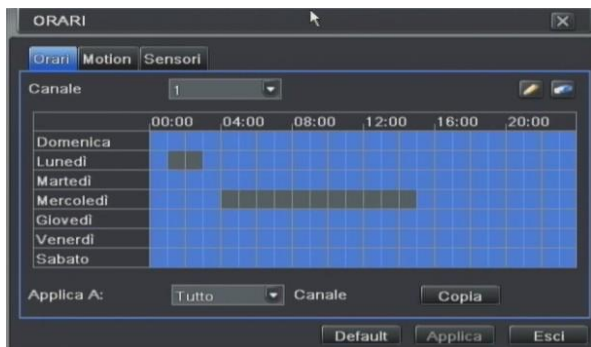 ORARI
Orari Motion Sensori
Canale 1
00:00 04:00 08:00 12:00 16:00 20:00
Domenica
Lunedì
Martedì
Mercoledì
Giovedì
Venerdì
Sabato
Applica A: Tutto Canale Copia
Default Applica Esci